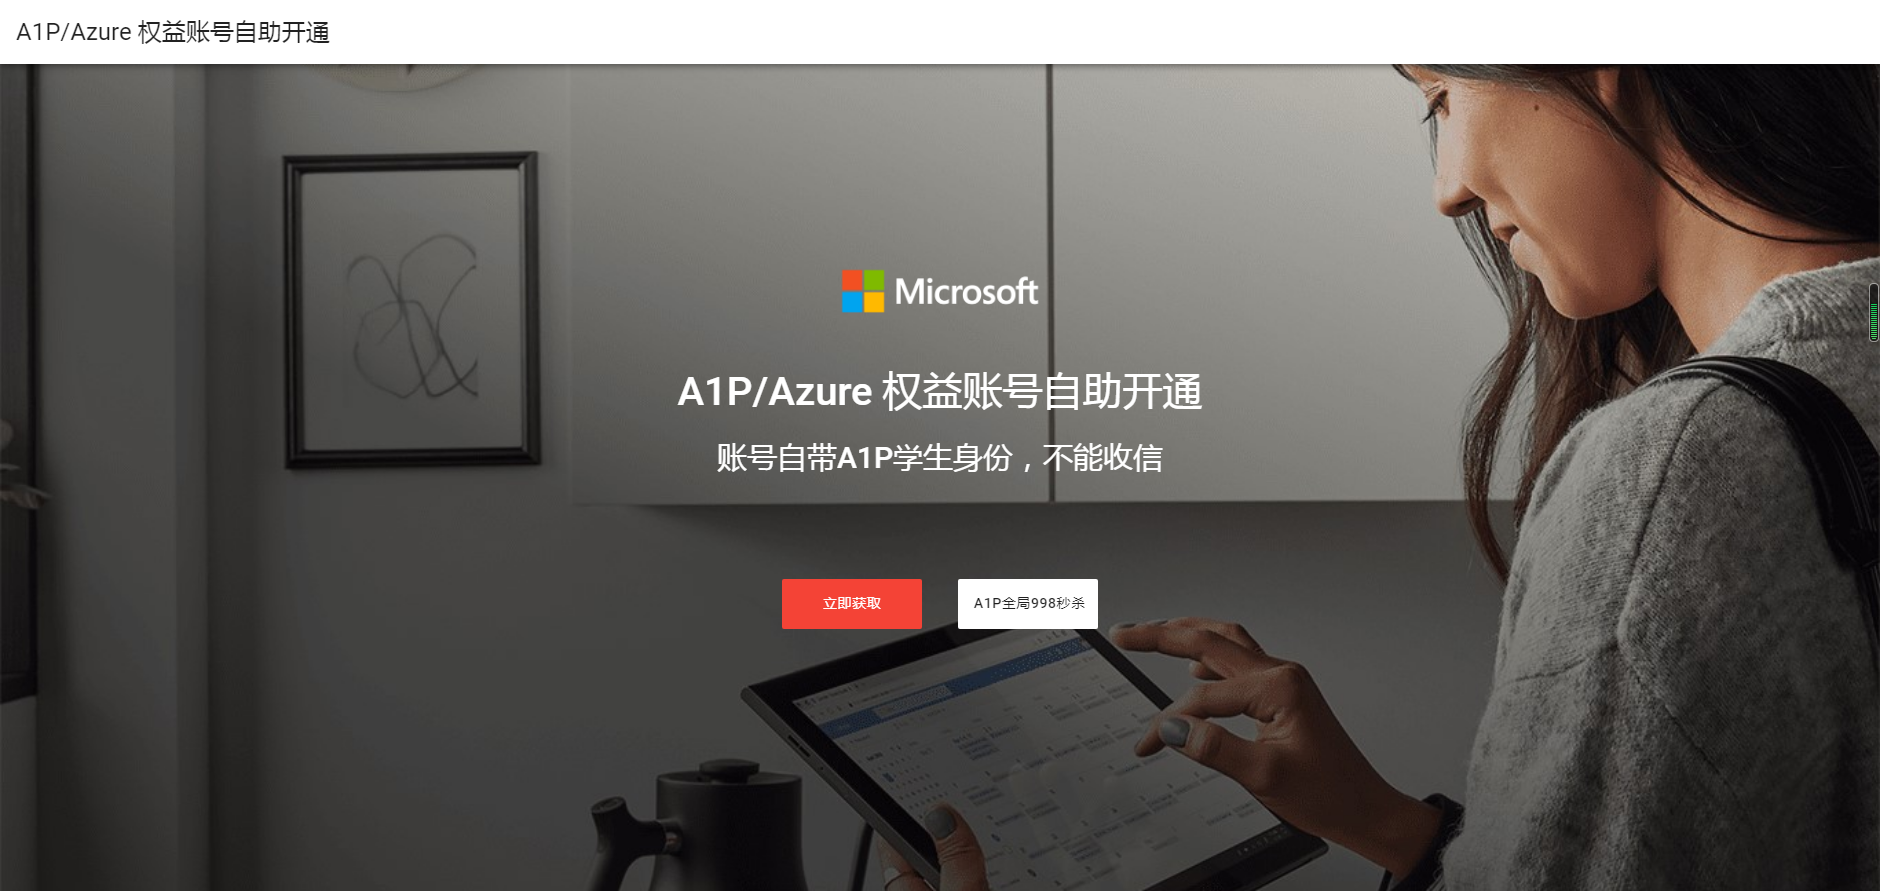 A1P/Azure 权益账号自助开通
Microsoft
A1P/Azure 权益账号自助开通
账号自带A1P学生身份，不能收信
立即获取
A1P全局998秒杀